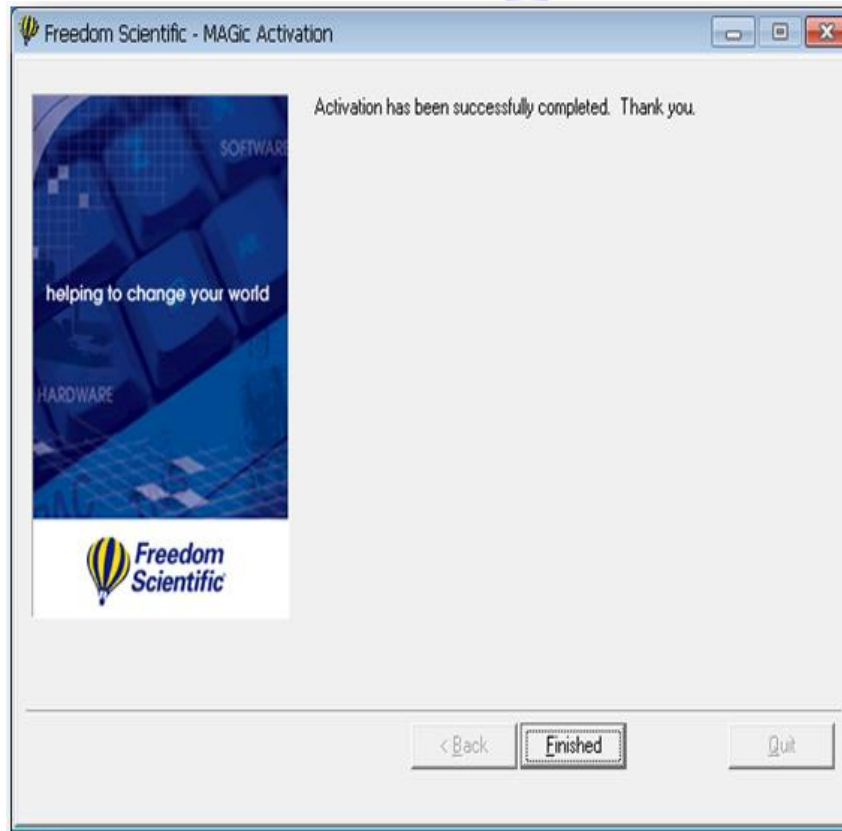 Freedom Scientific - MAGic Activation
Activation has been successfully completed. Thank you.
SOFTWARE
helping to change your world
HARDWARE
Freedom
Scientific
< Back
Finished
Quit